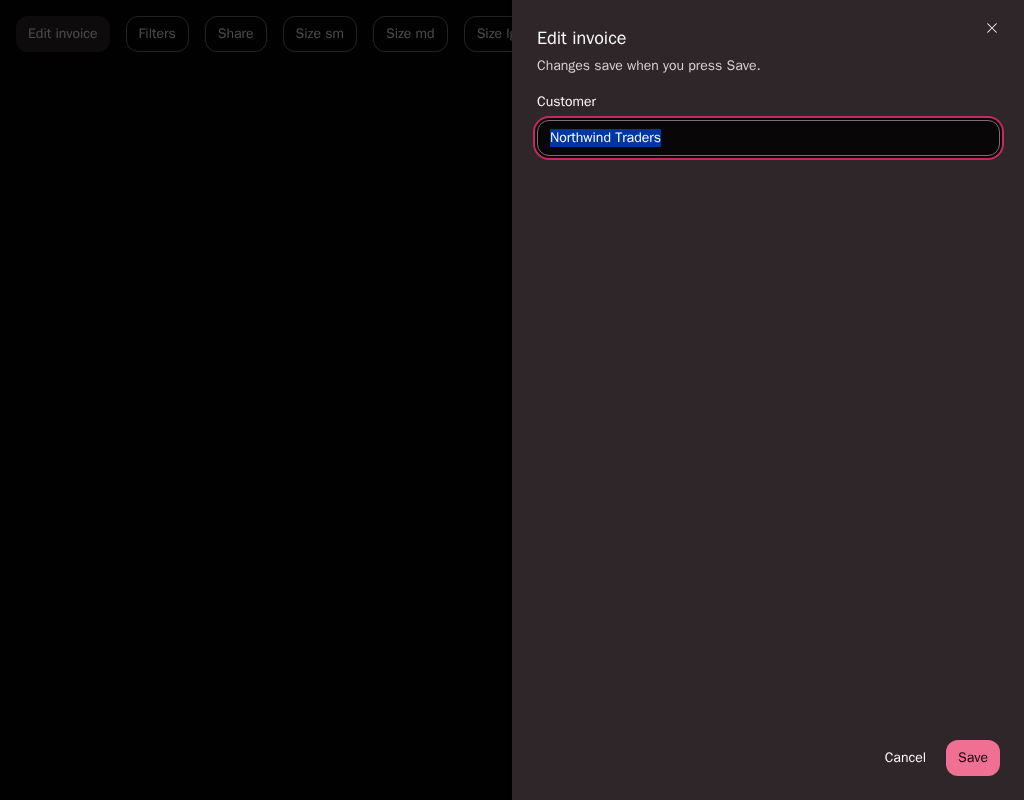 Edit invoice
Filters
Share
Size sm
Size md
Edit invoice
Changes save when you press Save.
Customer
Northwind Traders
Cancel
Save